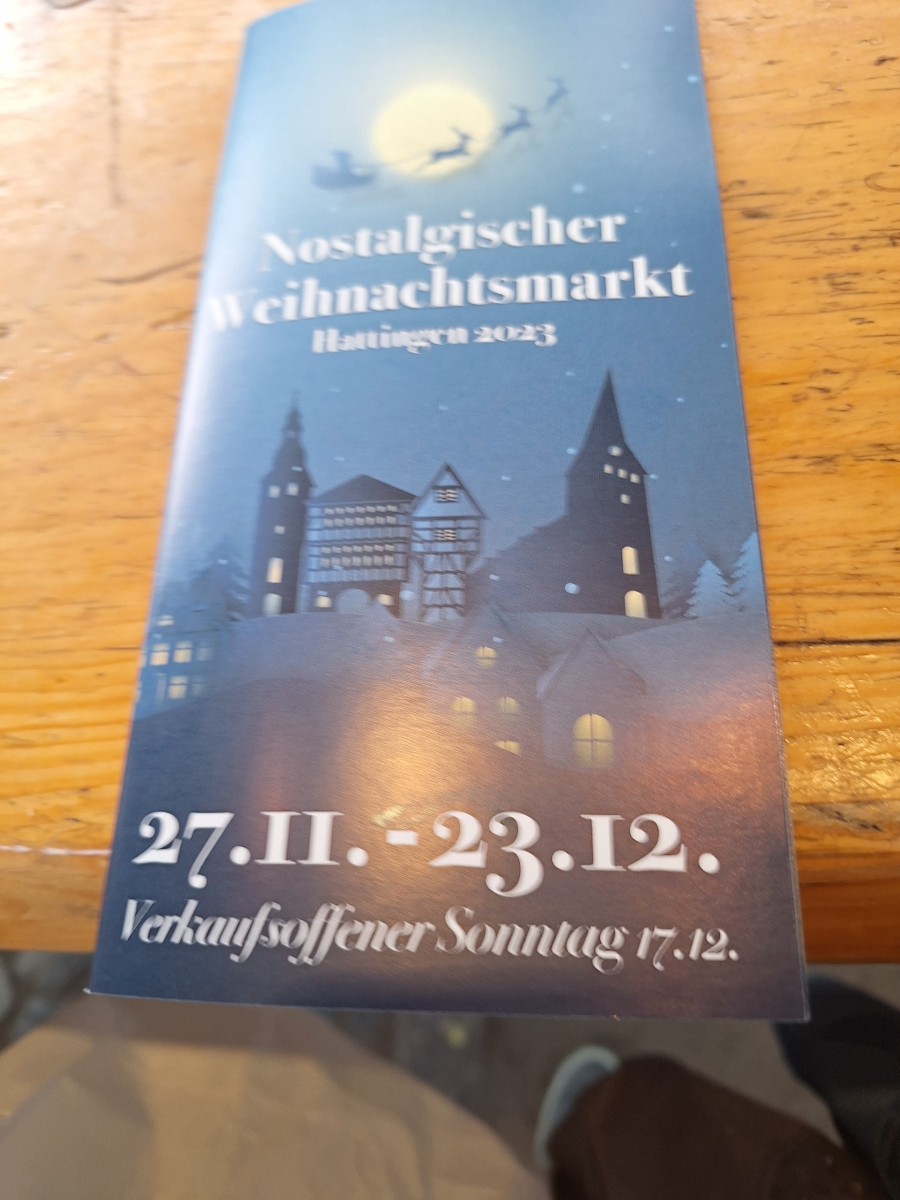 Nostalgischer
Weihnachtsmarkt
Hattingen 2023
27.11. - 23.12.
Verkaufsoffener Sonntag 17.12.